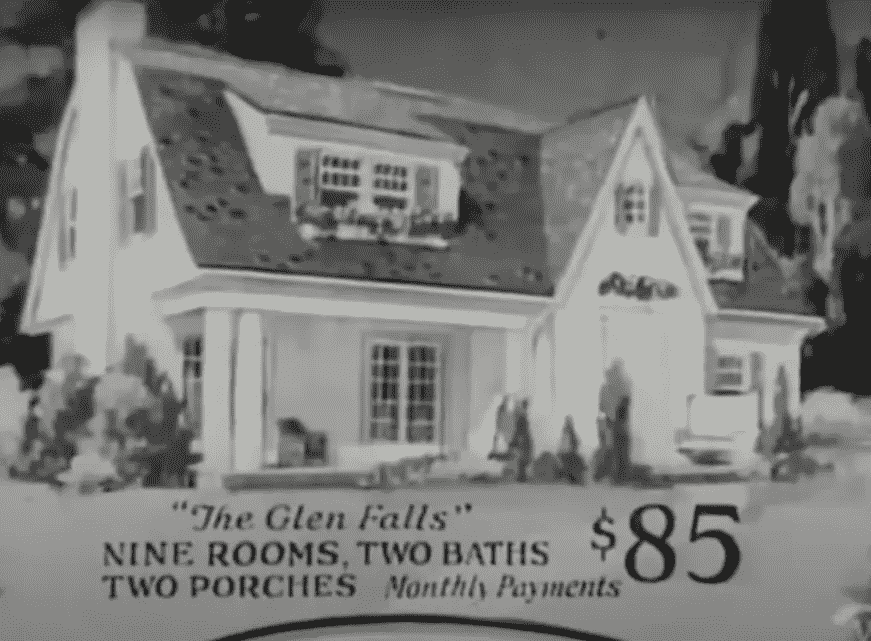 "The Glen Falls"
NINE ROOMS, TWO BATHS
TWO PORCHES Monthly Payments
$85